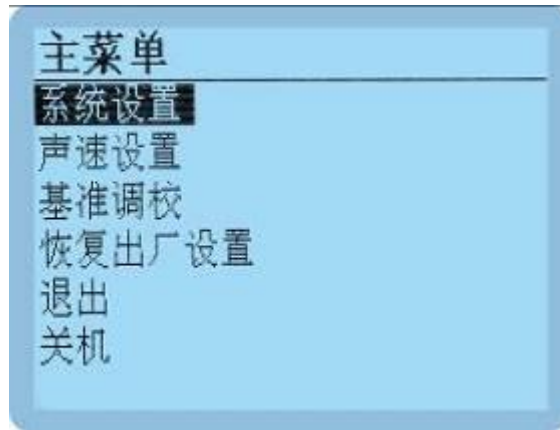 主菜单
系统设置
声速设置
基准调校
恢复出厂设置
退出
关机